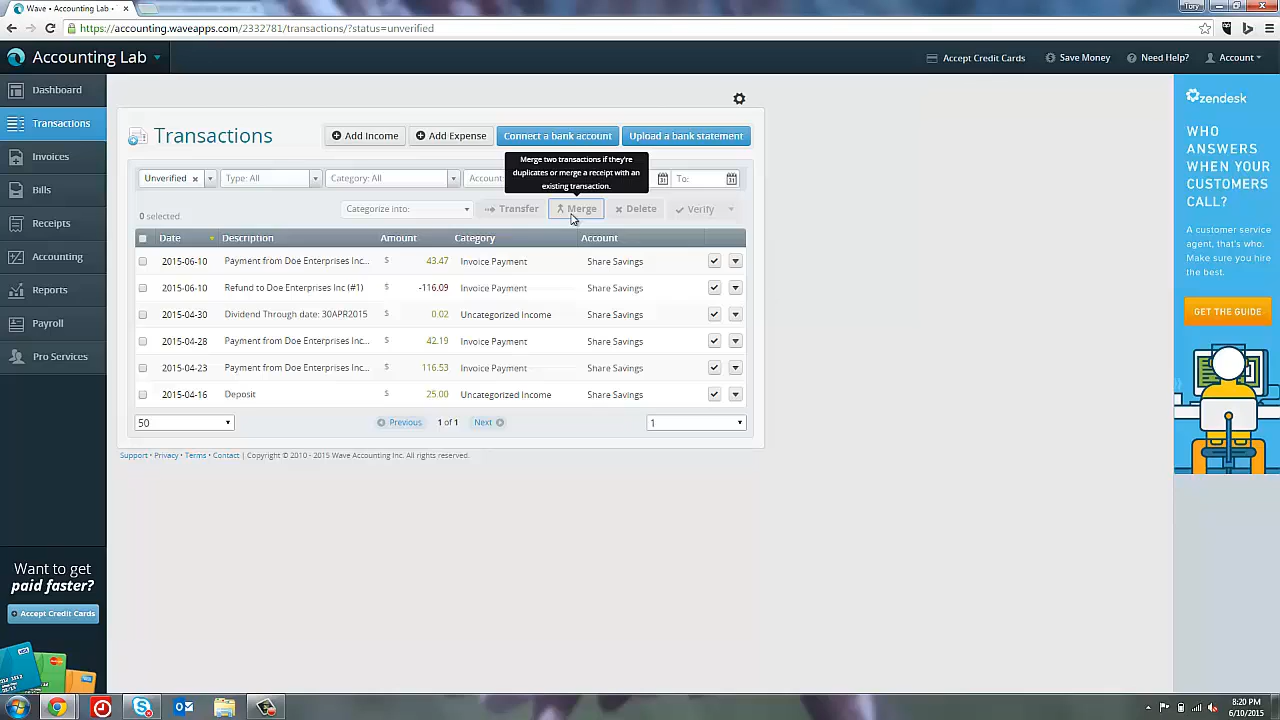 Wave • Accounting Lab •
Tory
https://accounting.waveapps.com/2332781/transactions/?status=unverified
Accounting Lab
Accept Credit Cards
Save Money
Need Help?
Account
Dashboard
Transactions
Invoices
Bills
Receipts
Accounting
Reports
Payroll
Pro Services
Want to get
paid faster?
Accept Credit Cards
Transactions
Add Income
Add Expense
Connect a bank account
Upload a bank statement
Merge two transactions if they're
duplicates or merge a receipt with an
existing transaction.
Unverified x
Type: All
Category: All
Account:
To:
0 selected
Categorize into:
Transfer
Merge
Delete
Verify
Date Description Amount Category Account
2015-06-10 Payment from Doe Enterprises Inc... $ 43.47 Invoice Payment Share Savings
2015-06-10 Refund to Doe Enterprises Inc (#1) $ -116.09 Invoice Payment Share Savings
2015-04-30 Dividend Through date: 30APR2015 $ 0.02 Uncategorized Income Share Savings
2015-04-28 Payment from Doe Enterprises Inc... $ 42.19 Invoice Payment Share Savings
2015-04-23 Payment from Doe Enterprises Inc... $ 116.53 Invoice Payment Share Savings
2015-04-16 Deposit $ 25.00 Uncategorized Income Share Savings
50
Previous 1 of 1 Next
1
Support • Privacy • Terms • Contact | Copyright © 2010 - 2015 Wave Accounting Inc. All rights reserved.
zendesk
WHO
ANSWERS
WHEN YOUR
CUSTOMERS
CALL?
A customer service
agent, that's who.
Make sure you hire
the best.
GET THE GUIDE
8:20 PM
6/10/2015